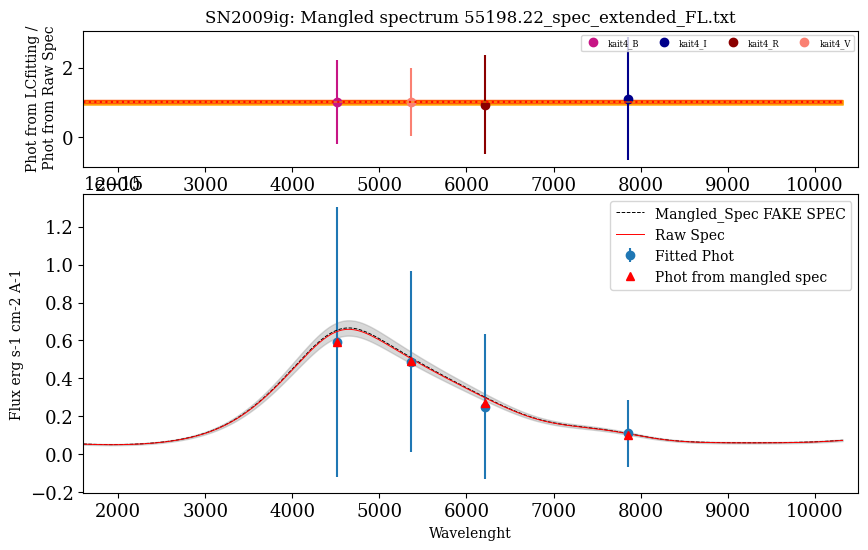 SN2009ig: Mangled spectrum 55198.22_spec_extended_FL.txt
Phot from LCfitting /
Phot from Raw Spec
kait4_B kait4_I kait4_R kait4_V
2
0
2000 3000 4000 5000 6000 7000 8000 9000 10000
Mangled_Spec FAKE SPEC
Raw Spec
Fitted Phot
Phot from mangled spec
Flux erg s-1 cm-2 A-1
1.2
1.0
0.8
0.6
0.4
0.2
0.0
−0.2
2000 3000 4000 5000 6000 7000 8000 9000 10000
Wavelenght